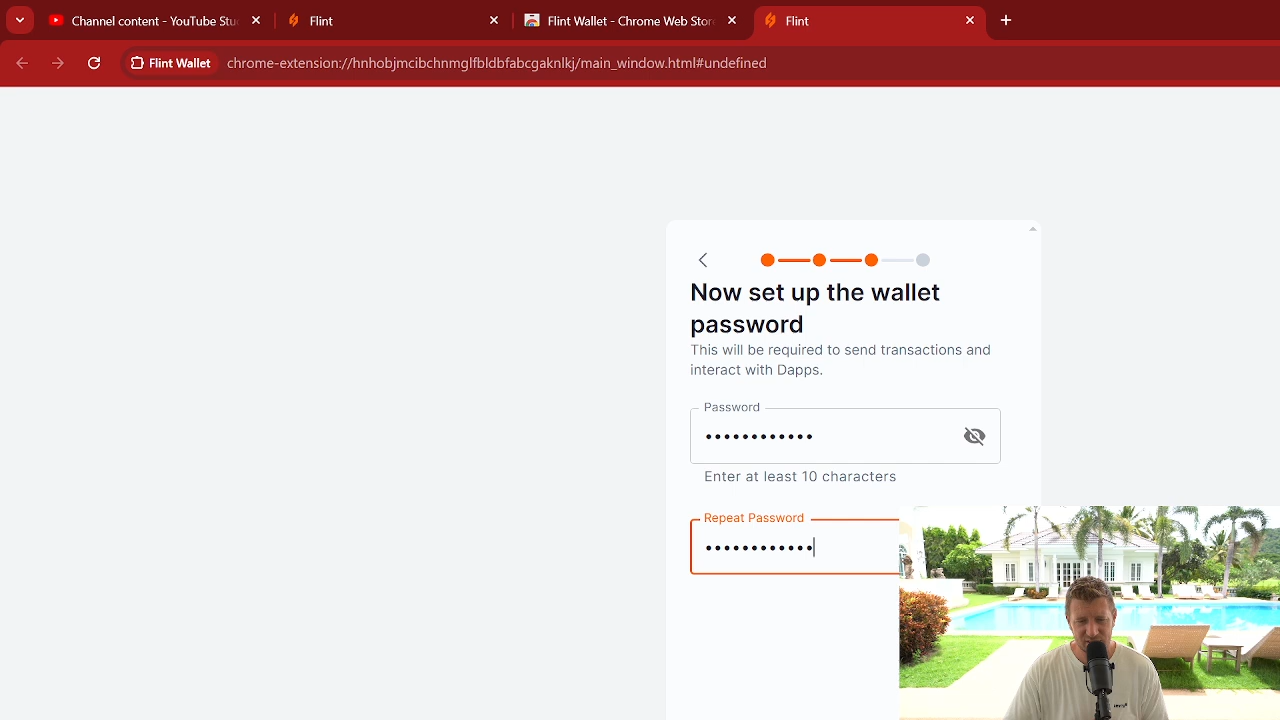 Channel content - YouTube Stu
Flint
Flint Wallet - Chrome Web Store
Flint
Flint Wallet
chrome-extension://hnhobjmcibchnmglfbldbfabcgaknlkj/main_window.html#undefined
Now set up the wallet
password
This will be required to send transactions and
interact with Dapps.
Password
••••••••••••
Enter at least 10 characters
Repeat Password
••••••••••••